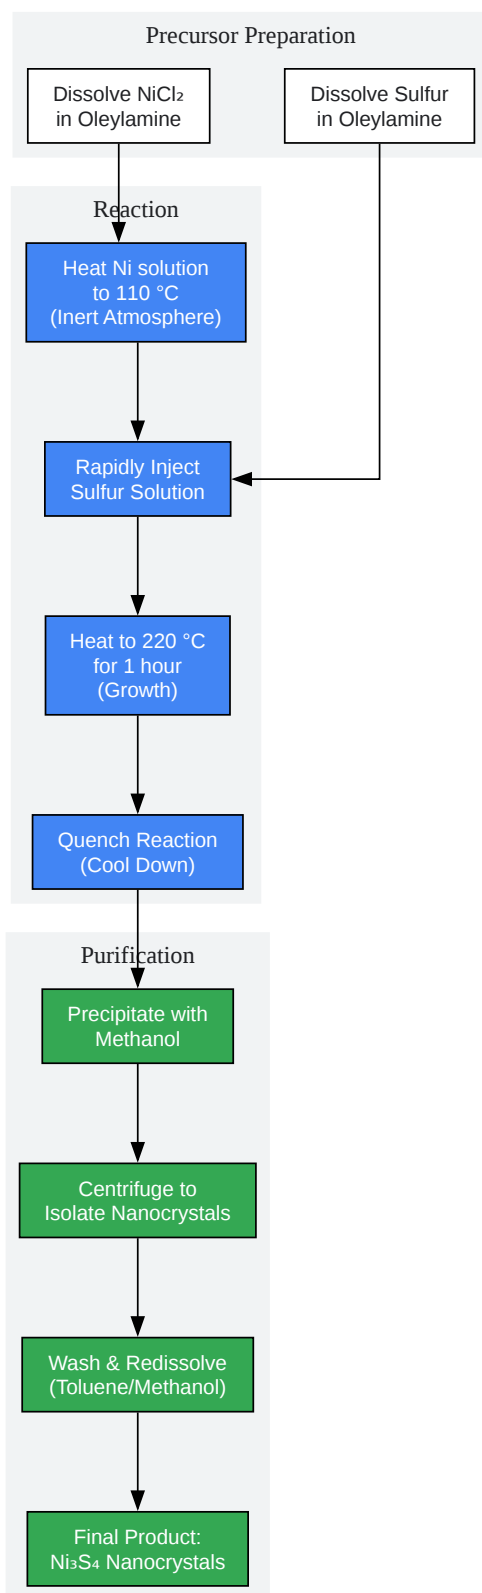 Precursor Preparation
Dissolve NiCl₂
in Oleylamine
Dissolve Sulfur
in Oleylamine
Reaction
Heat Ni solution
to 110 °C
(Inert Atmosphere)
Rapidly Inject
Sulfur Solution
Heat to 220 °C
for 1 hour
(Growth)
Quench Reaction
(Cool Down)
Purification
Precipitate with
Methanol
Centrifuge to
Isolate Nanocrystals
Wash & Redissolve
(Toluene/Methanol)
Final Product:
Ni₃S₄ Nanocrystals